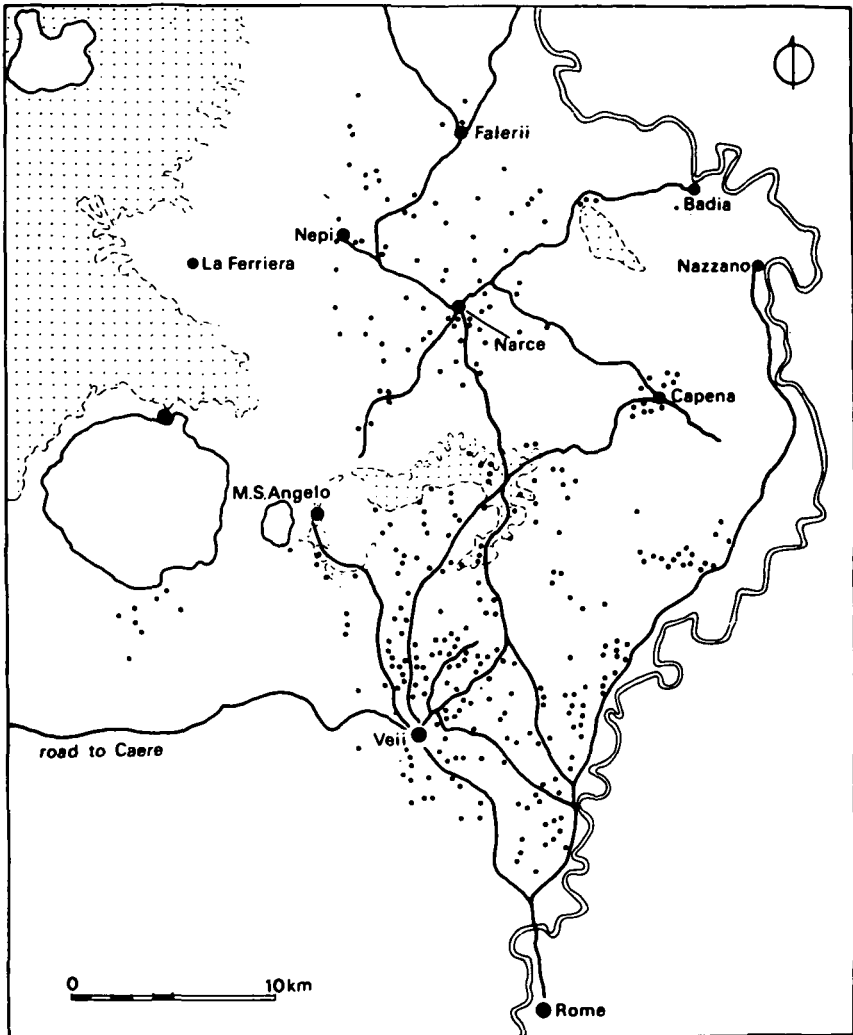 Falerii
Badia
Nepi
La Ferriera
Nazzano
Narce
Capena
M.S.Angelo
Veii
road to Caere
0 10km
Rome